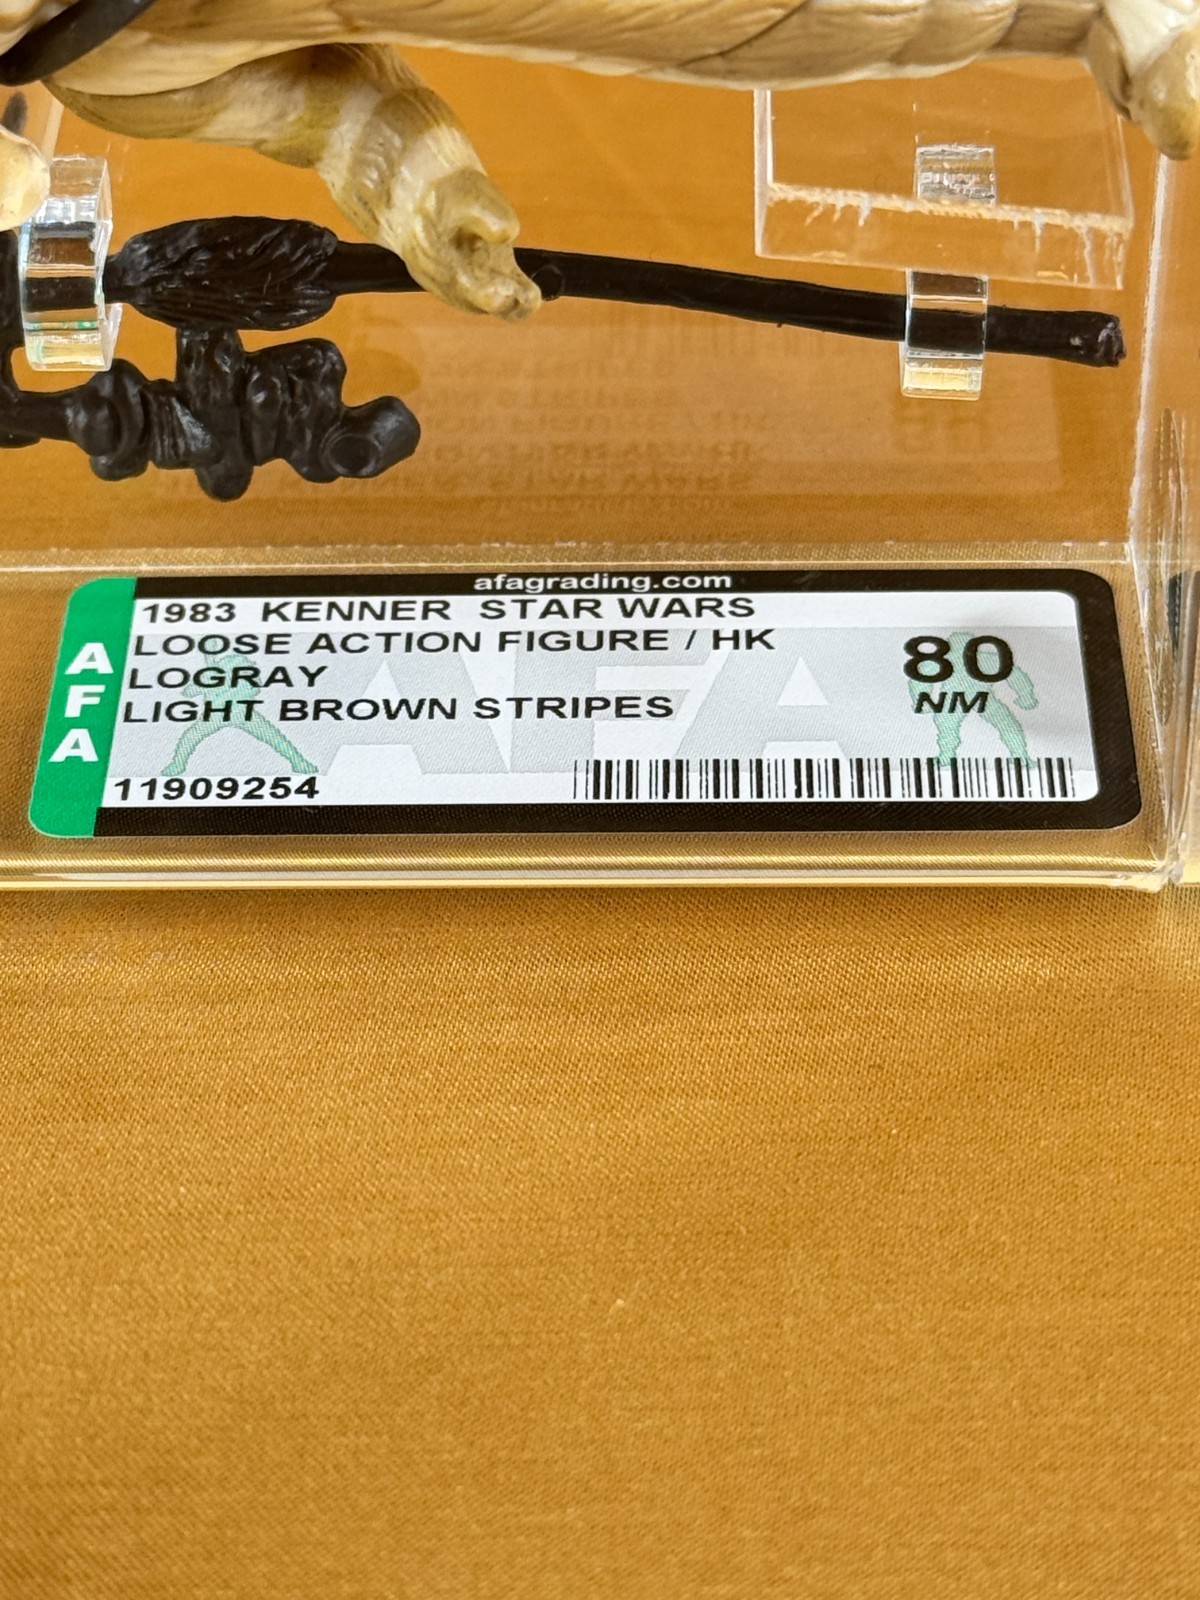 afagrading.com
AFA
1983 KENNER STAR WARS
LOOSE ACTION FIGURE / HK
LOGRAY
LIGHT BROWN STRIPES
80
NM
11909254
AFA